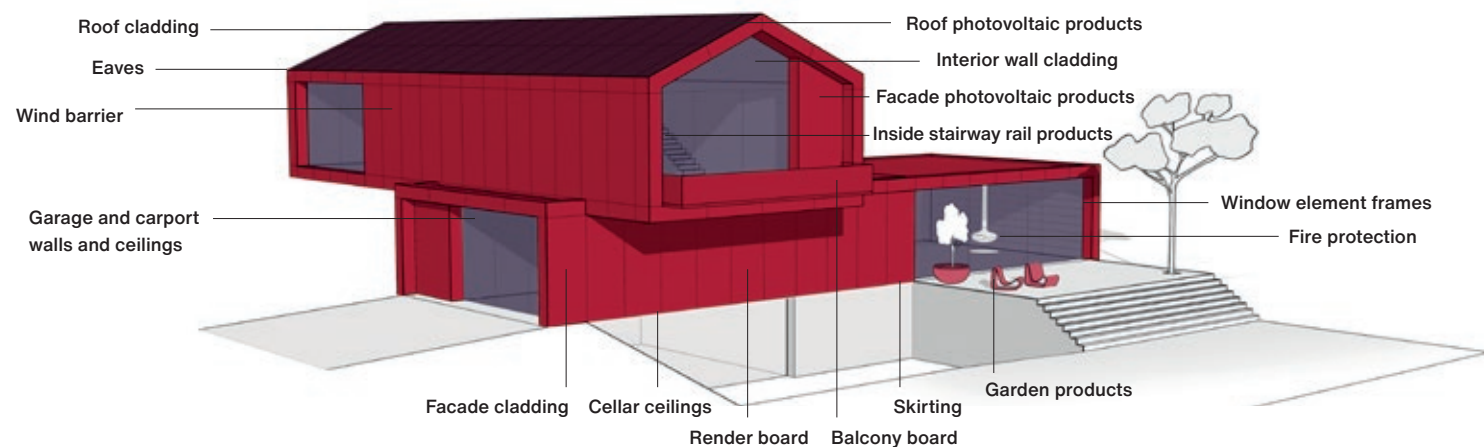 Roof cladding
Roof photovoltaic products
Eaves
Interior wall cladding
Wind barrier
Facade photovoltaic products
Inside stairway rail products
Garage and carport
walls and ceilings
Window element frames
Fire protection
Garden products
Facade cladding
Cellar ceilings
Skirting
Render board
Balcony board